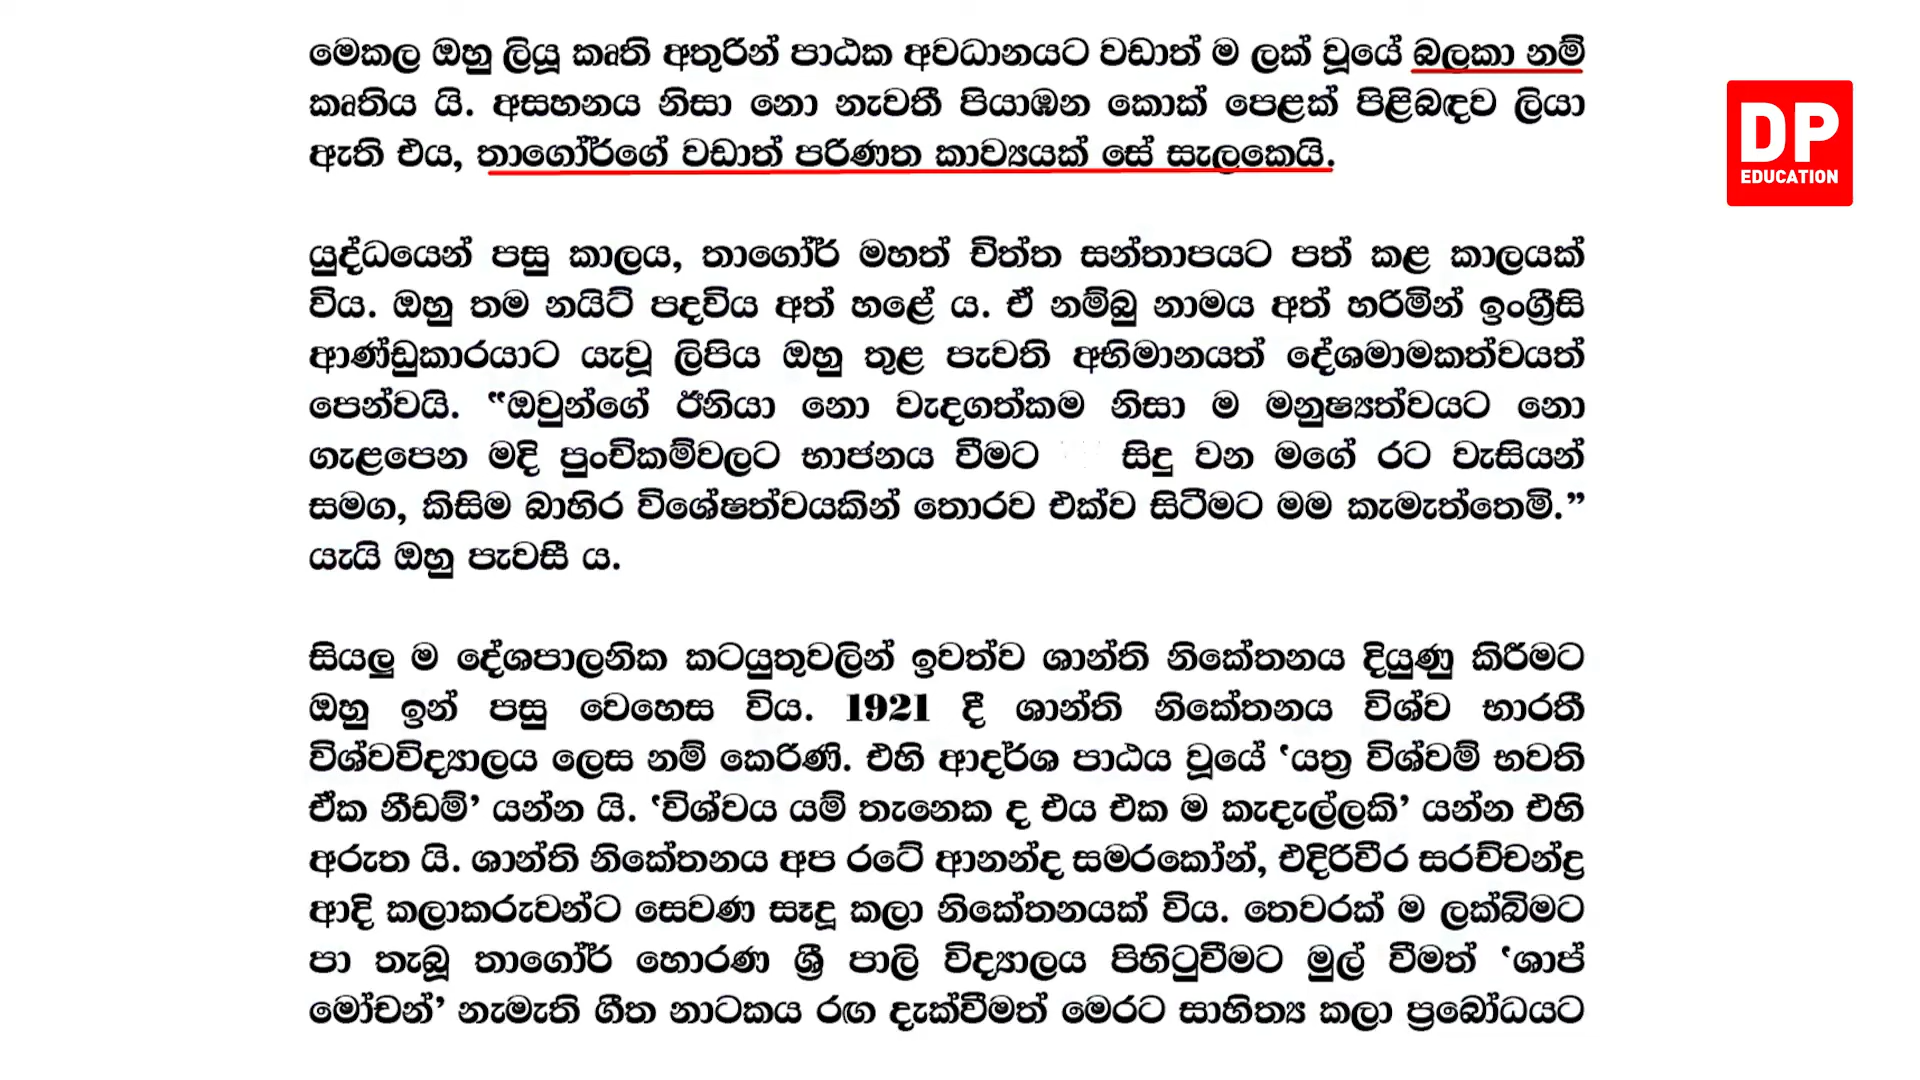 මෙකල ඔහු ලියූ කෘති අතුරින් පාඨක අවධානයට වඩාත් ම ලක් වූයේ බලකා නම්
කෘතිය යි. අසහනය නිසා නො නැවතී පියාඹන කොක් පෙළක් පිළිබඳව ලියා
ඇති එය, තාගෝර්ගේ වඩාත් පරිණත කාව්‍යයක් සේ සැලකෙයි.
DP
EDUCATION
යුද්ධයෙන් පසු කාලය, තාගෝර් මහත් චිත්ත සන්තාපයට පත් කළ කාලයක්
විය. ඔහු තම නයිට් පදවිය අත් හළේ ය. ඒ නම්බු නාමය අත් හරිමින් ඉංග්‍රීසි
ආණ්ඩුකාරයාට යැවූ ලිපිය ඔහු තුළ පැවති අභිමානයත් දේශමාමකත්වයත්
පෙන්වයි. “ඔවුන්ගේ ඊනියා නො වැදගත්කම නිසා ම මනුෂ්‍යත්වයට නො
ගැළපෙන මදි පුංචිකම්වලට භාජනය වීමට සිදු වන මගේ රට වැසියන්
සමග, කිසිම බාහිර විශේෂත්වයකින් තොරව එක්ව සිටීමට මම කැමැත්තෙමි.”
යැයි ඔහු පැවසී ය.
සියලු ම දේශපාලනික කටයුතුවලින් ඉවත්ව ශාන්ති නිකේතනය දියුණු කිරීමට
ඔහු ඉන් පසු වෙහෙස විය. 1921 දී ශාන්ති නිකේතනය විශ්ව භාරතී
විශ්වවිද්‍යාලය ලෙස නම් කෙරිණි. එහි ආදර්ශ පාඨය වූයේ ‘යත්‍ර විශ්වම් භවති
ඒක නීඩම්’ යන්න යි. ‘විශ්වය යම් තැනෙක ද එය එක ම කැදැල්ලකි’ යන්න එහි
අරුත යි. ශාන්ති නිකේතනය අප රටේ ආනන්ද සමරකෝන්, එදිරිවීර සරච්චන්ද්‍ර
ආදි කලාකරුවන්ට සෙවණ සෑදූ කලා නිකේතනයක් විය. තෙවරක් ම ලක්බිමට
පා තැබූ තාගෝර් හොරණ ශ්‍රී පාලි විද්‍යාලය පිහිටුවීමට මුල් වීමත් ‘ශාප්
මෝචන්’ නැමැති ගීත නාටකය රඟ දැක්වීමත් මෙරට සාහිත්‍ය කලා ප්‍රබෝධයට